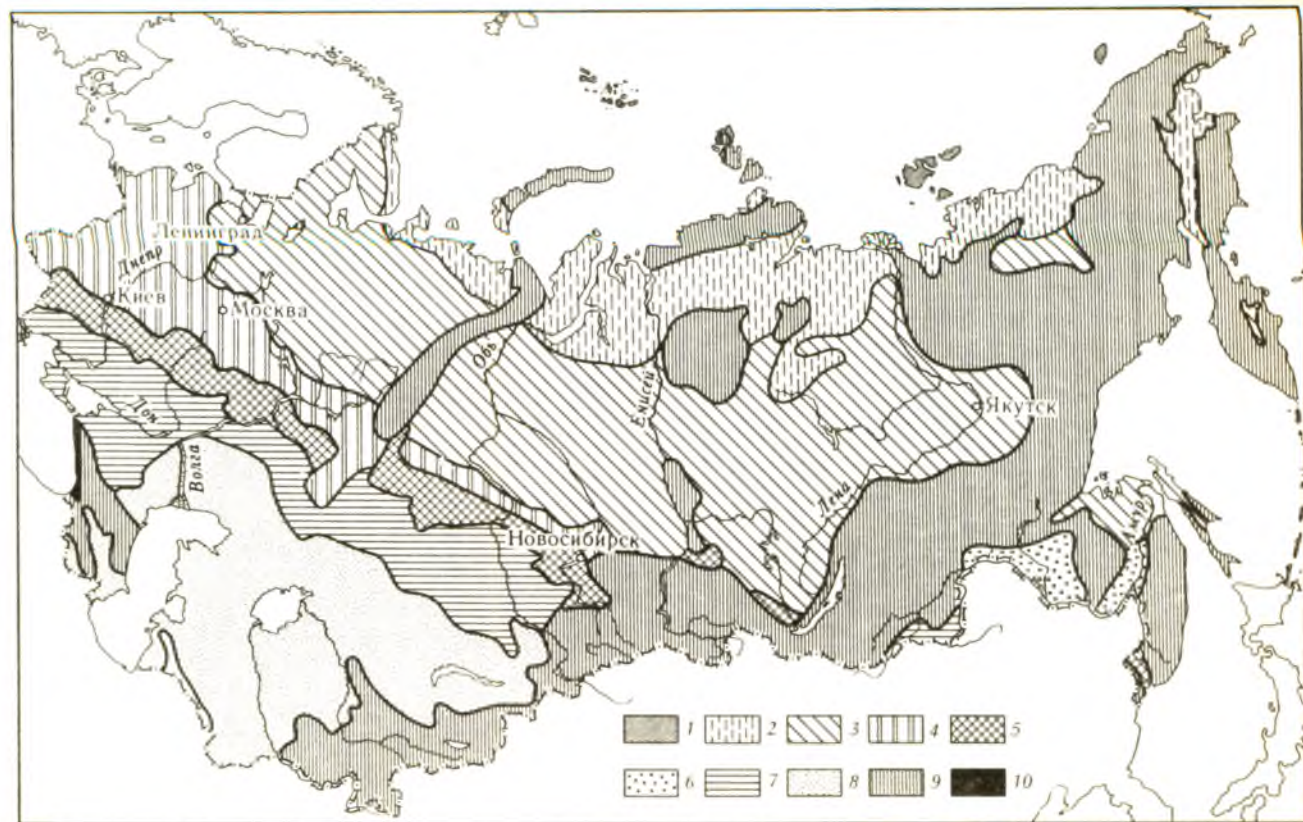 Ленинград
Днепр
Киев
Москва
Обь
Енисей
Якутск
Дон
Волга
Лена
Амур
Новосибирск
1 2 3 4 5
6 7 8 9 10